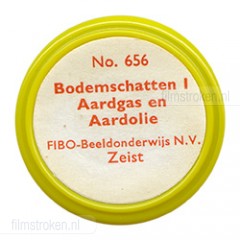 No. 656
Bodemschatten I
Aardgas en
Aardolie
FIBO-Beeldonderwijs N.V.
Zeist
filmstroken.nl
filmstroken.nl